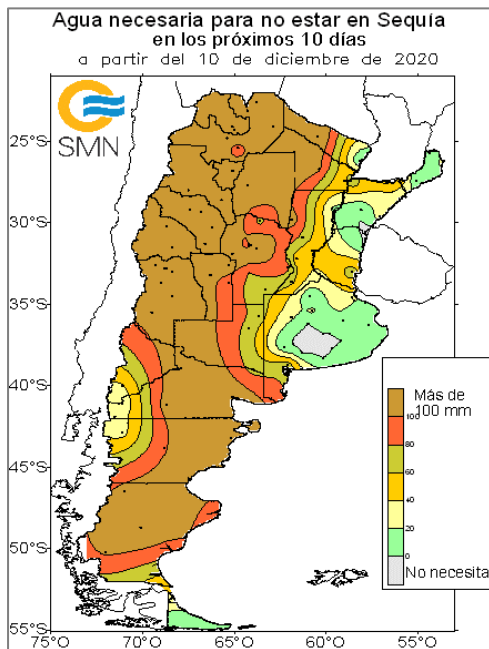 Agua necesaria para no estar en Sequía
en los próximos 10 días
a partir del 10 de diciembre de 2020
SMN
25°S
30°S
35°S
40°S
45°S
50°S
55°S
75°O 70°O 65°O 60°O 55°O
Más de
100 mm
100
80
60
40
20
0
No necesita